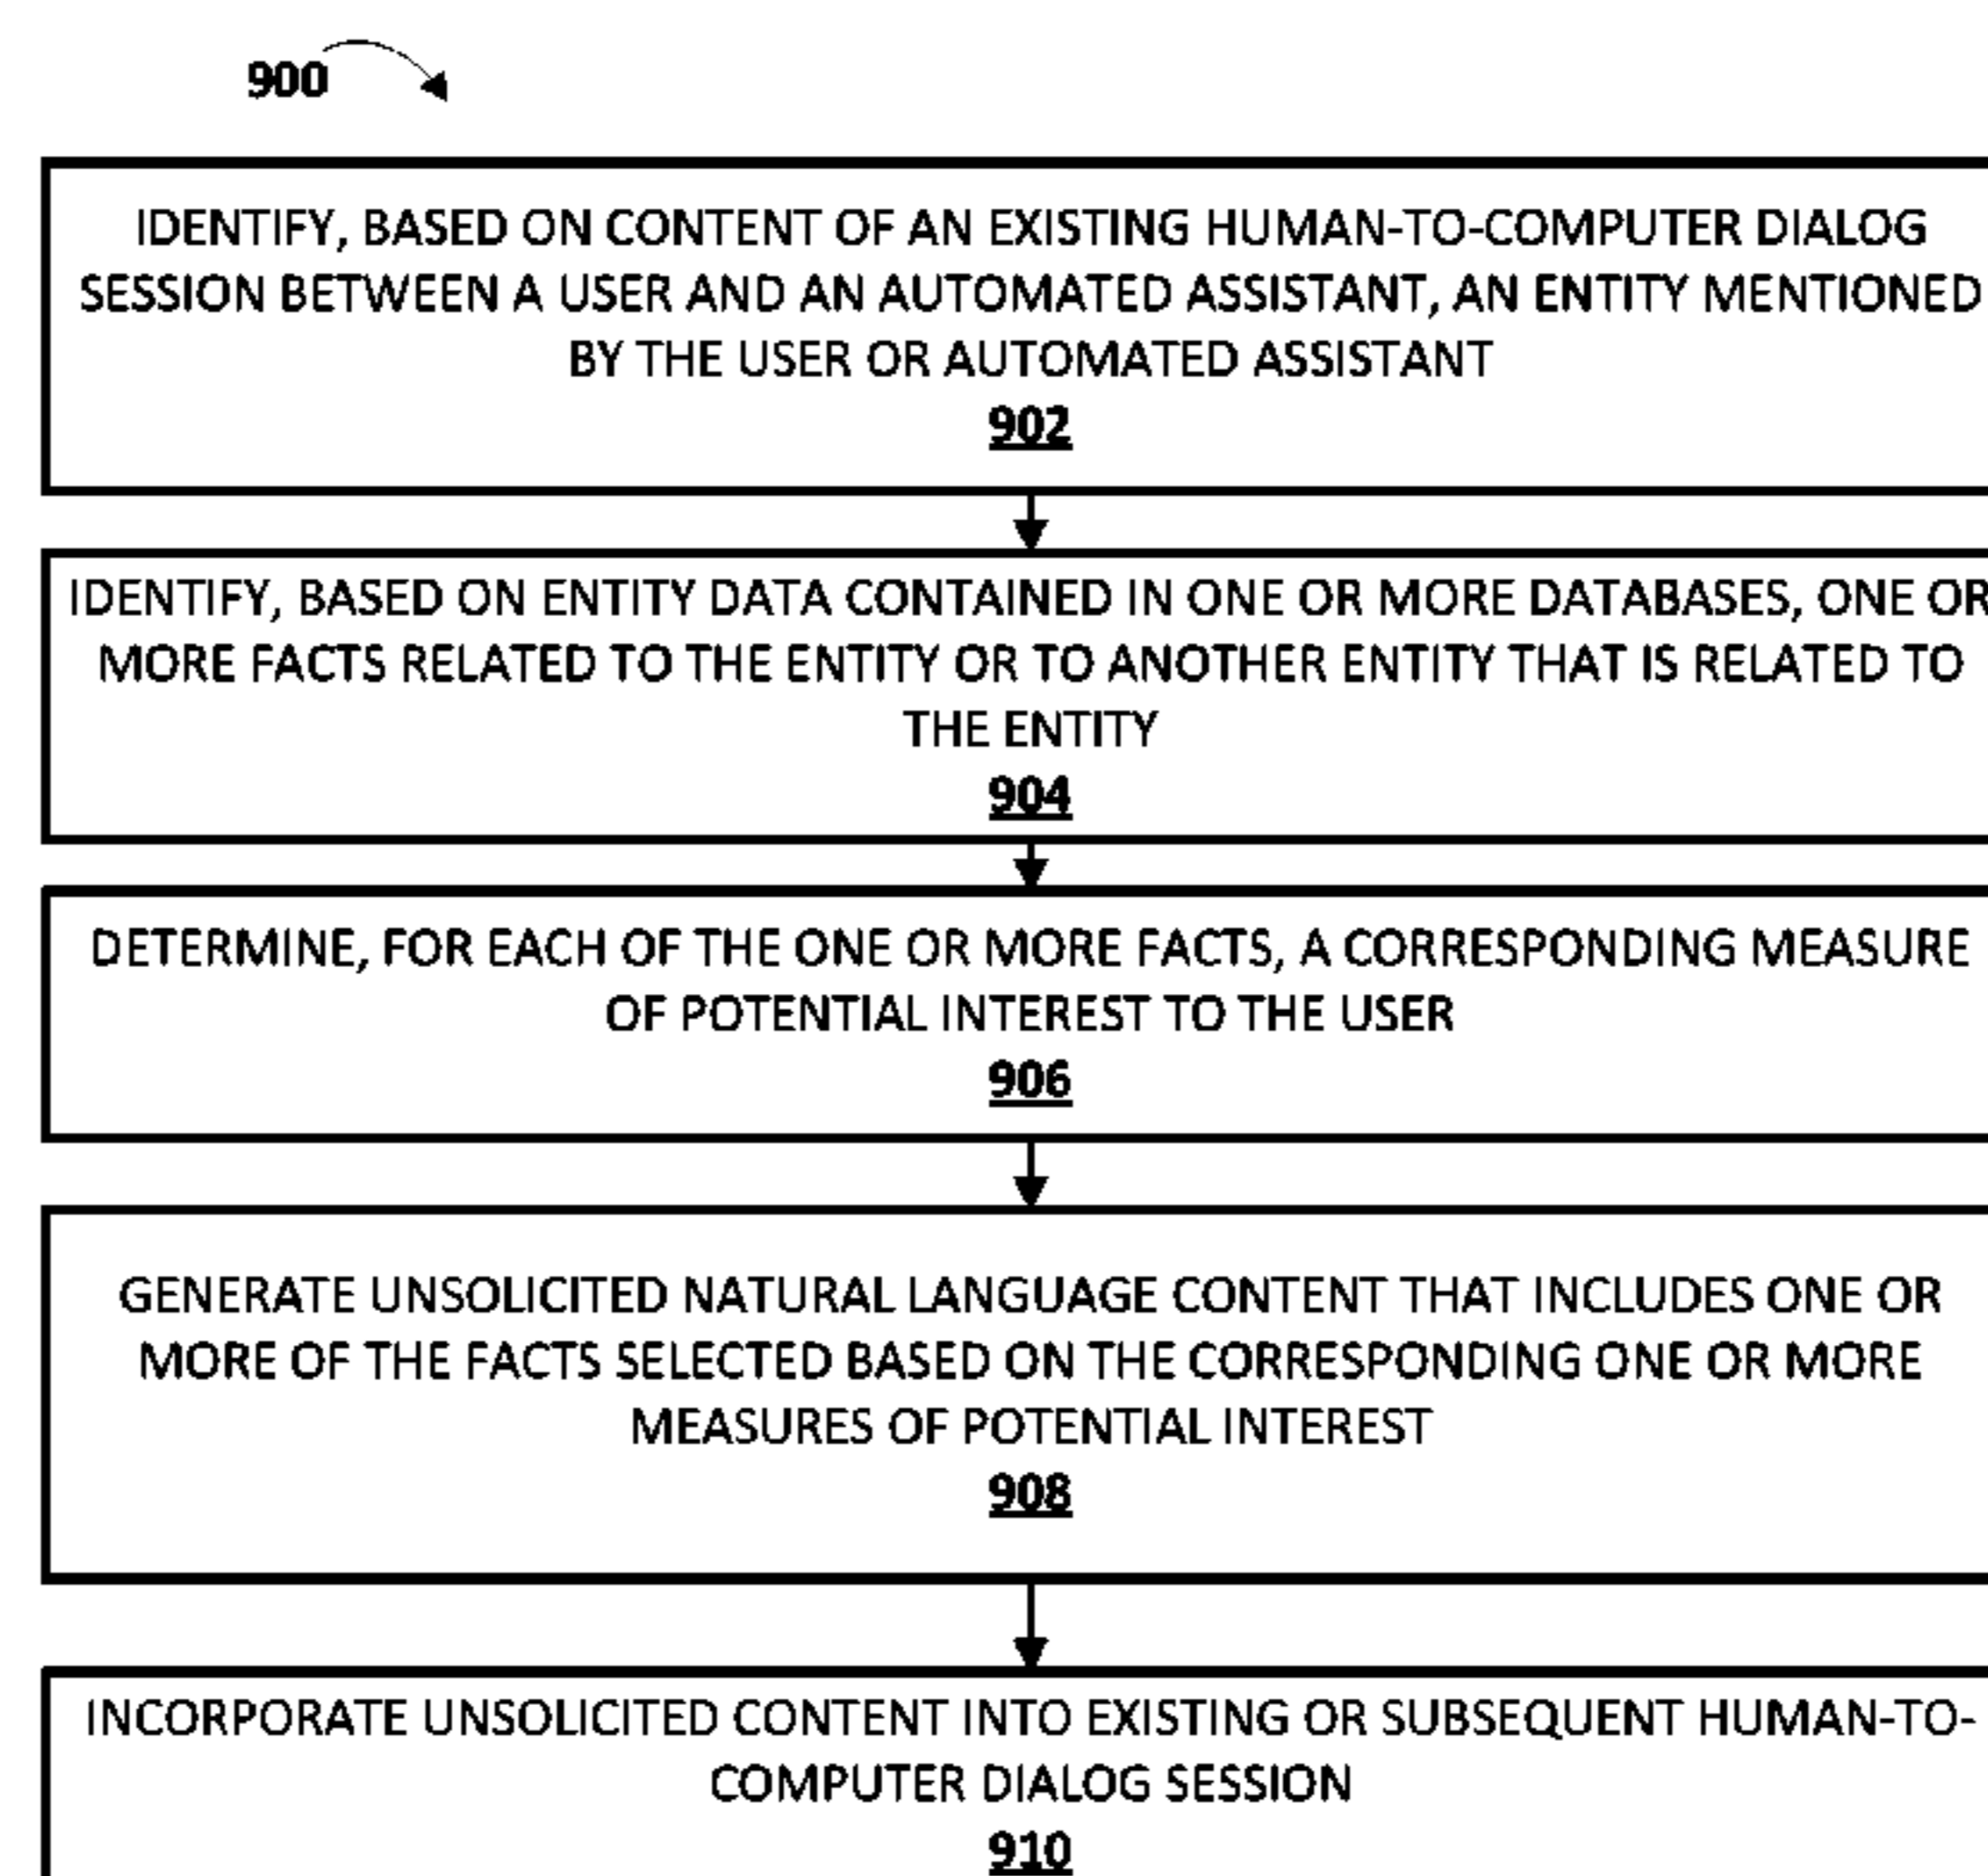 900
IDENTIFY, BASED ON CONTENT OF AN EXISTING HUMAN-TO-COMPUTER DIALOG
SESSION BETWEEN A USER AND AN AUTOMATED ASSISTANT, AN ENTITY MENTIONED
BY THE USER OR AUTOMATED ASSISTANT
902
IDENTIFY, BASED ON ENTITY DATA CONTAINED IN ONE OR MORE DATABASES, ONE OR
MORE FACTS RELATED TO THE ENTITY OR TO ANOTHER ENTITY THAT IS RELATED TO
THE ENTITY
904
DETERMINE, FOR EACH OF THE ONE OR MORE FACTS, A CORRESPONDING MEASURE
OF POTENTIAL INTEREST TO THE USER
906
GENERATE UNSOLICITED NATURAL LANGUAGE CONTENT THAT INCLUDES ONE OR
MORE OF THE FACTS SELECTED BASED ON THE CORRESPONDING ONE OR MORE
MEASURES OF POTENTIAL INTEREST
908
INCORPORATE UNSOLICITED CONTENT INTO EXISTING OR SUBSEQUENT HUMAN-TO-
COMPUTER DIALOG SESSION
910